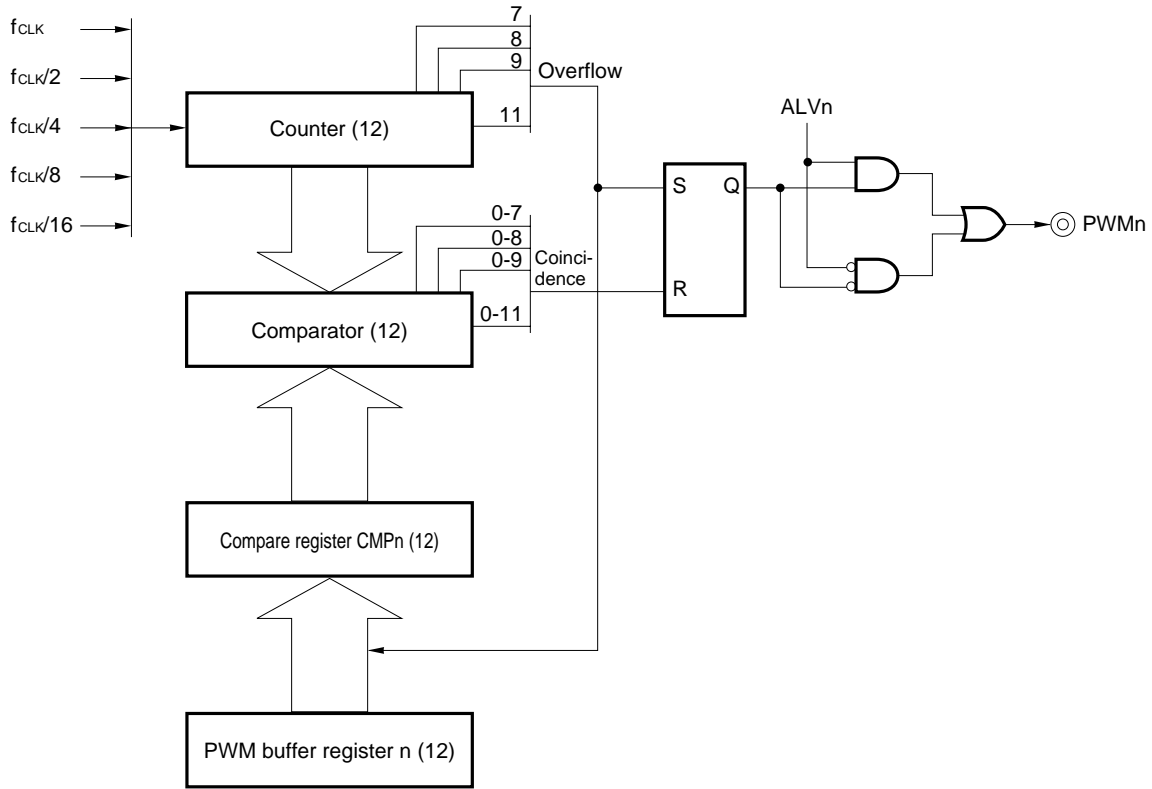 fCLK
fCLK/2
fCLK/4
fCLK/8
fCLK/16
Counter (12)
7
8
9
11
Overflow
Comparator (12)
0-7
0-8
0-9
0-11
Coinci-
dence
Compare register CMPn (12)
PWM buffer register n (12)
S
Q
R
ALVn
PWMn